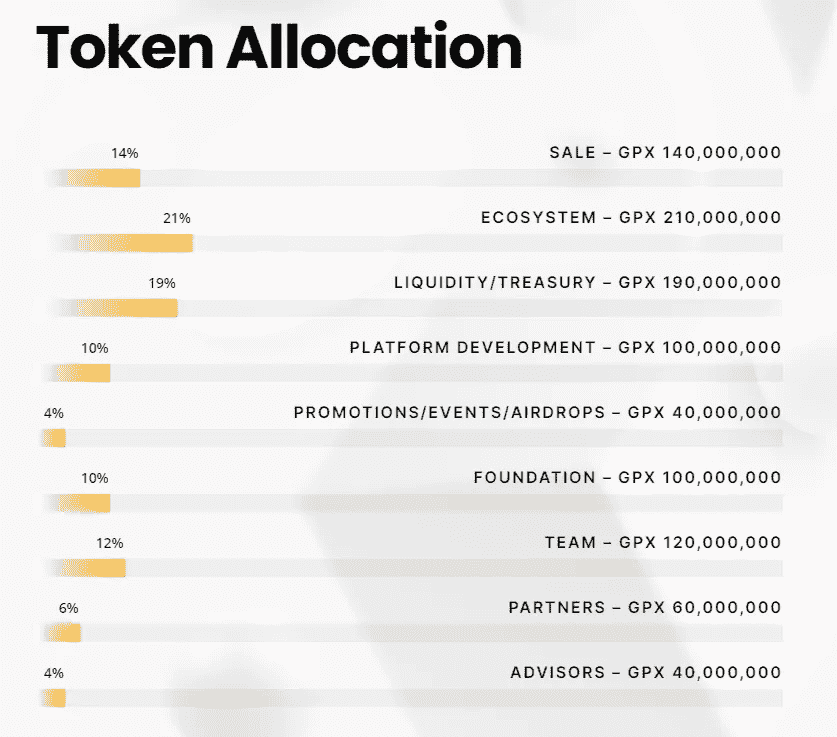 Token Allocation
14% SALE – GPX 140,000,000
21% ECOSYSTEM – GPX 210,000,000
19% LIQUIDITY/TREASURY – GPX 190,000,000
10% PLATFORM DEVELOPMENT – GPX 100,000,000
4% PROMOTIONS/EVENTS/AIRDROPS – GPX 40,000,000
10% FOUNDATION – GPX 100,000,000
12% TEAM – GPX 120,000,000
6% PARTNERS – GPX 60,000,000
4% ADVISORS – GPX 40,000,000